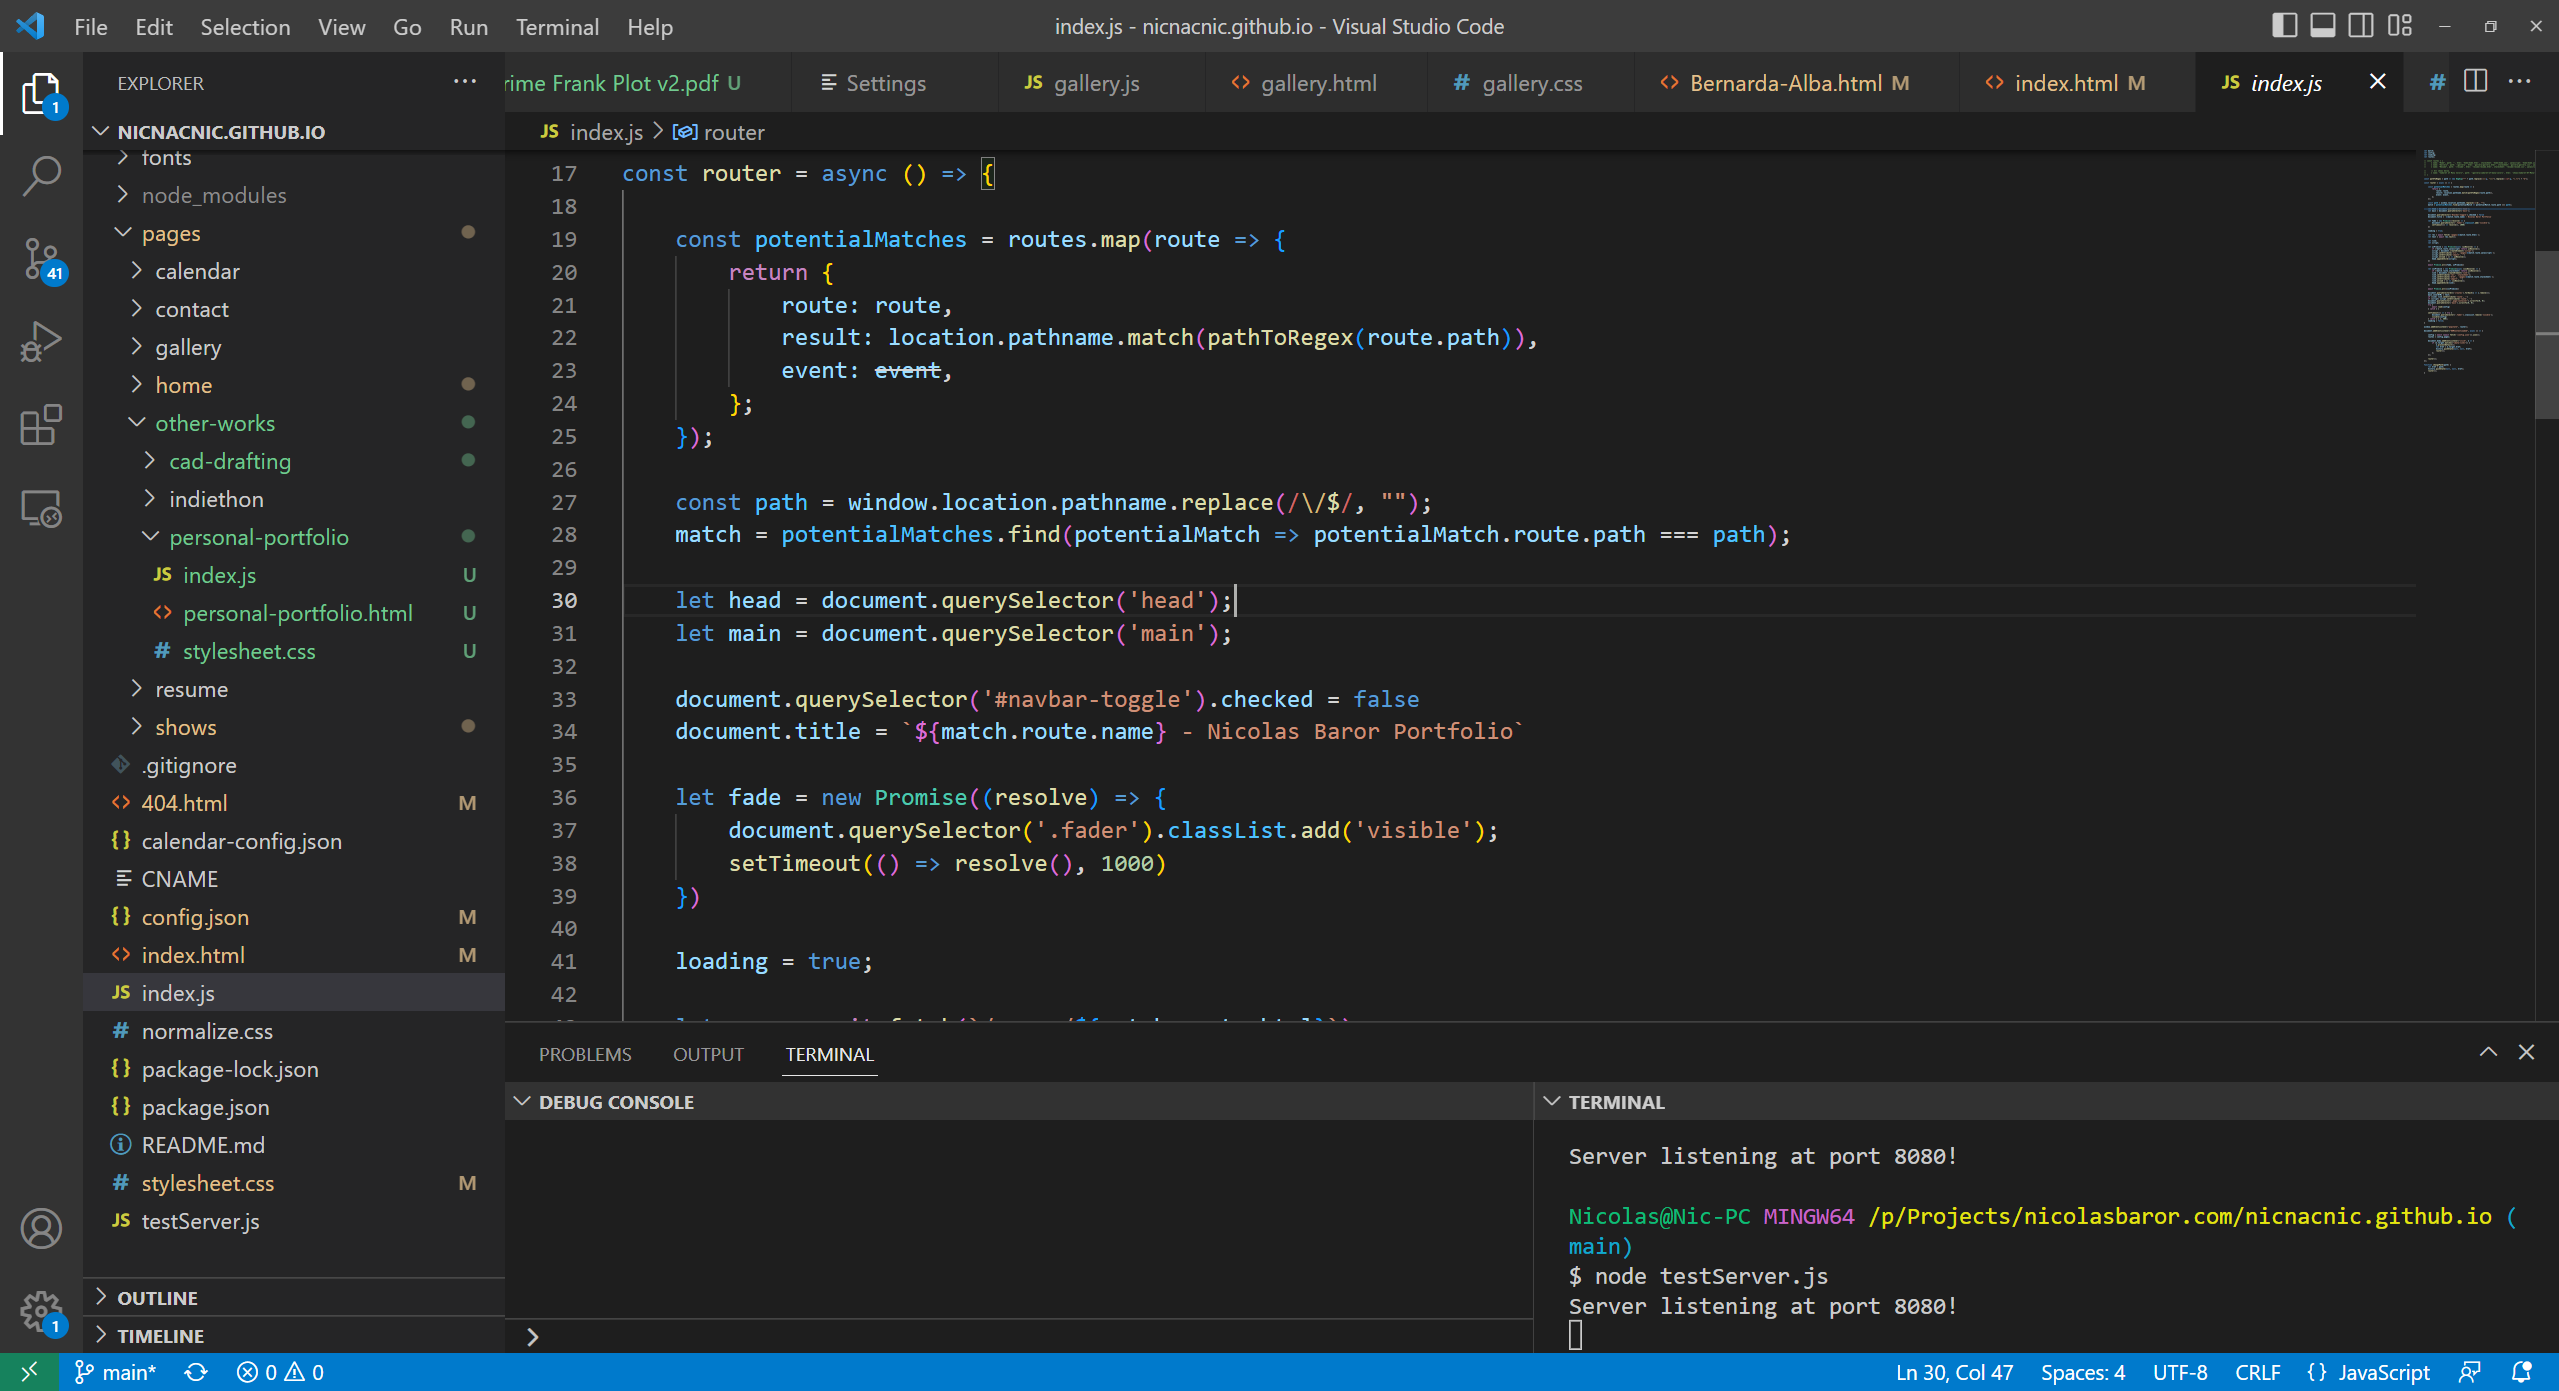 File Edit Selection View Go Run Terminal Help
index.js - nicnacnic.github.io - Visual Studio Code
EXPLORER
rime Frank Plot v2.pdf U
Settings
JS gallery.js
gallery.html
# gallery.css
Bernarda-Alba.html M
index.html M
JS index.js
#
1
NICNACNIC.GITHUB.IO
JS index.js > router
fonts
node_modules
pages
calendar
contact
gallery
home
other-works
cad-drafting
indiethon
personal-portfolio
JS index.js U
personal-portfolio.html U
# stylesheet.css U
resume
shows
.gitignore
404.html M
{} calendar-config.json
CNAME
{} config.json M
index.html M
JS index.js
# normalize.css
{} package-lock.json
{} package.json
README.md
# stylesheet.css M
JS testServer.js
OUTLINE
TIMELINE
41
1
17 const router = async () => {
18
19 const potentialMatches = routes.map(route => {
20 return {
21 route: route,
22 result: location.pathname.match(pathToRegex(route.path)),
23 event: event,
24 };
25 });
26
27 const path = window.location.pathname.replace(/\/$/, "");
28 match = potentialMatches.find(potentialMatch => potentialMatch.route.path === path);
29
30 let head = document.querySelector('head');
31 let main = document.querySelector('main');
32
33 document.querySelector('#navbar-toggle').checked = false
34 document.title = `${match.route.name} - Nicolas Baror Portfolio`
35
36 let fade = new Promise((resolve) => {
37 document.querySelector('.fader').classList.add('visible');
38 setTimeout(() => resolve(), 1000)
39 })
40
41 loading = true;
42
PROBLEMS OUTPUT TERMINAL
DEBUG CONSOLE
TERMINAL
Server listening at port 8080!
Nicolas@Nic-PC MINGW64 /p/Projects/nicolasbaror.com/nicnacnic.github.io (
main)
$ node testServer.js
Server listening at port 8080!
main* 0 0
Ln 30, Col 47 Spaces: 4 UTF-8 CRLF {} JavaScript